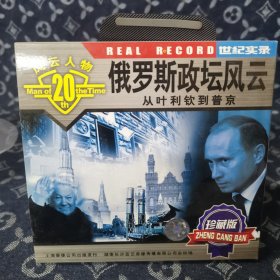 REAL RECORD 世纪实录
风云人物
Man of the Time
20th
俄罗斯政坛风云
从叶利钦到普京
珍藏版
ZHENG CANG BAN